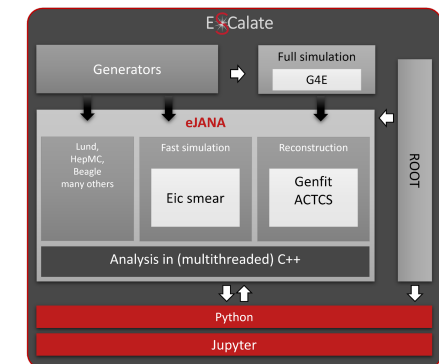 ESCalate
Generators
Full simulation
G4E
eJANA
Lund,
HepMC,
Beagle
many others
Fast simulation
Eic smear
Reconstruction
Genfit
ACTCS
ROOT
Analysis in (multithreaded) C++
Python
Jupyter